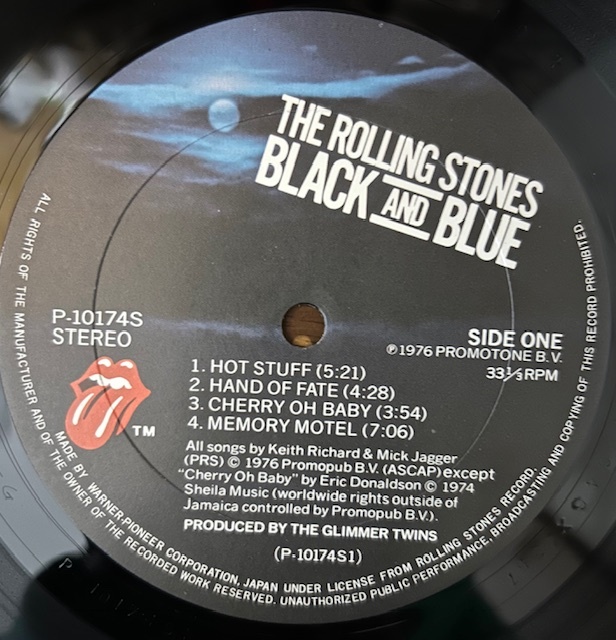 THE ROLLING STONES
BLACK AND BLUE
P-10174S
STEREO
SIDE ONE
℗1976 PROMOTONE B.V.
33⅓RPM
1. HOT STUFF (5:21)
2. HAND OF FATE (4:28)
3. CHERRY OH BABY (3:54)
4. MEMORY MOTEL (7:06)
TM
All songs by Keith Richard & Mick Jagger
(PRS) © 1976 Promopub B.V. (ASCAP) except
"Cherry Oh Baby" by Eric Donaldson © 1974
Sheila Music (worldwide rights outside of
Jamaica controlled by Promopub B.V.).
PRODUCED BY THE GLIMMER TWINS
(P-10174S1)
MADE BY WARNER-PIONEER CORPORATION, JAPAN UNDER LICENSE FROM ROLLING STONES RECORD.
ALL RIGHTS OF THE MANUFACTURER AND OF THE OWNER OF THE RECORDED WORK RESERVED. UNAUTHORIZED PUBLIC PERFORMANCE, BROADCASTING AND COPYING OF THIS RECORD PROHIBITED.